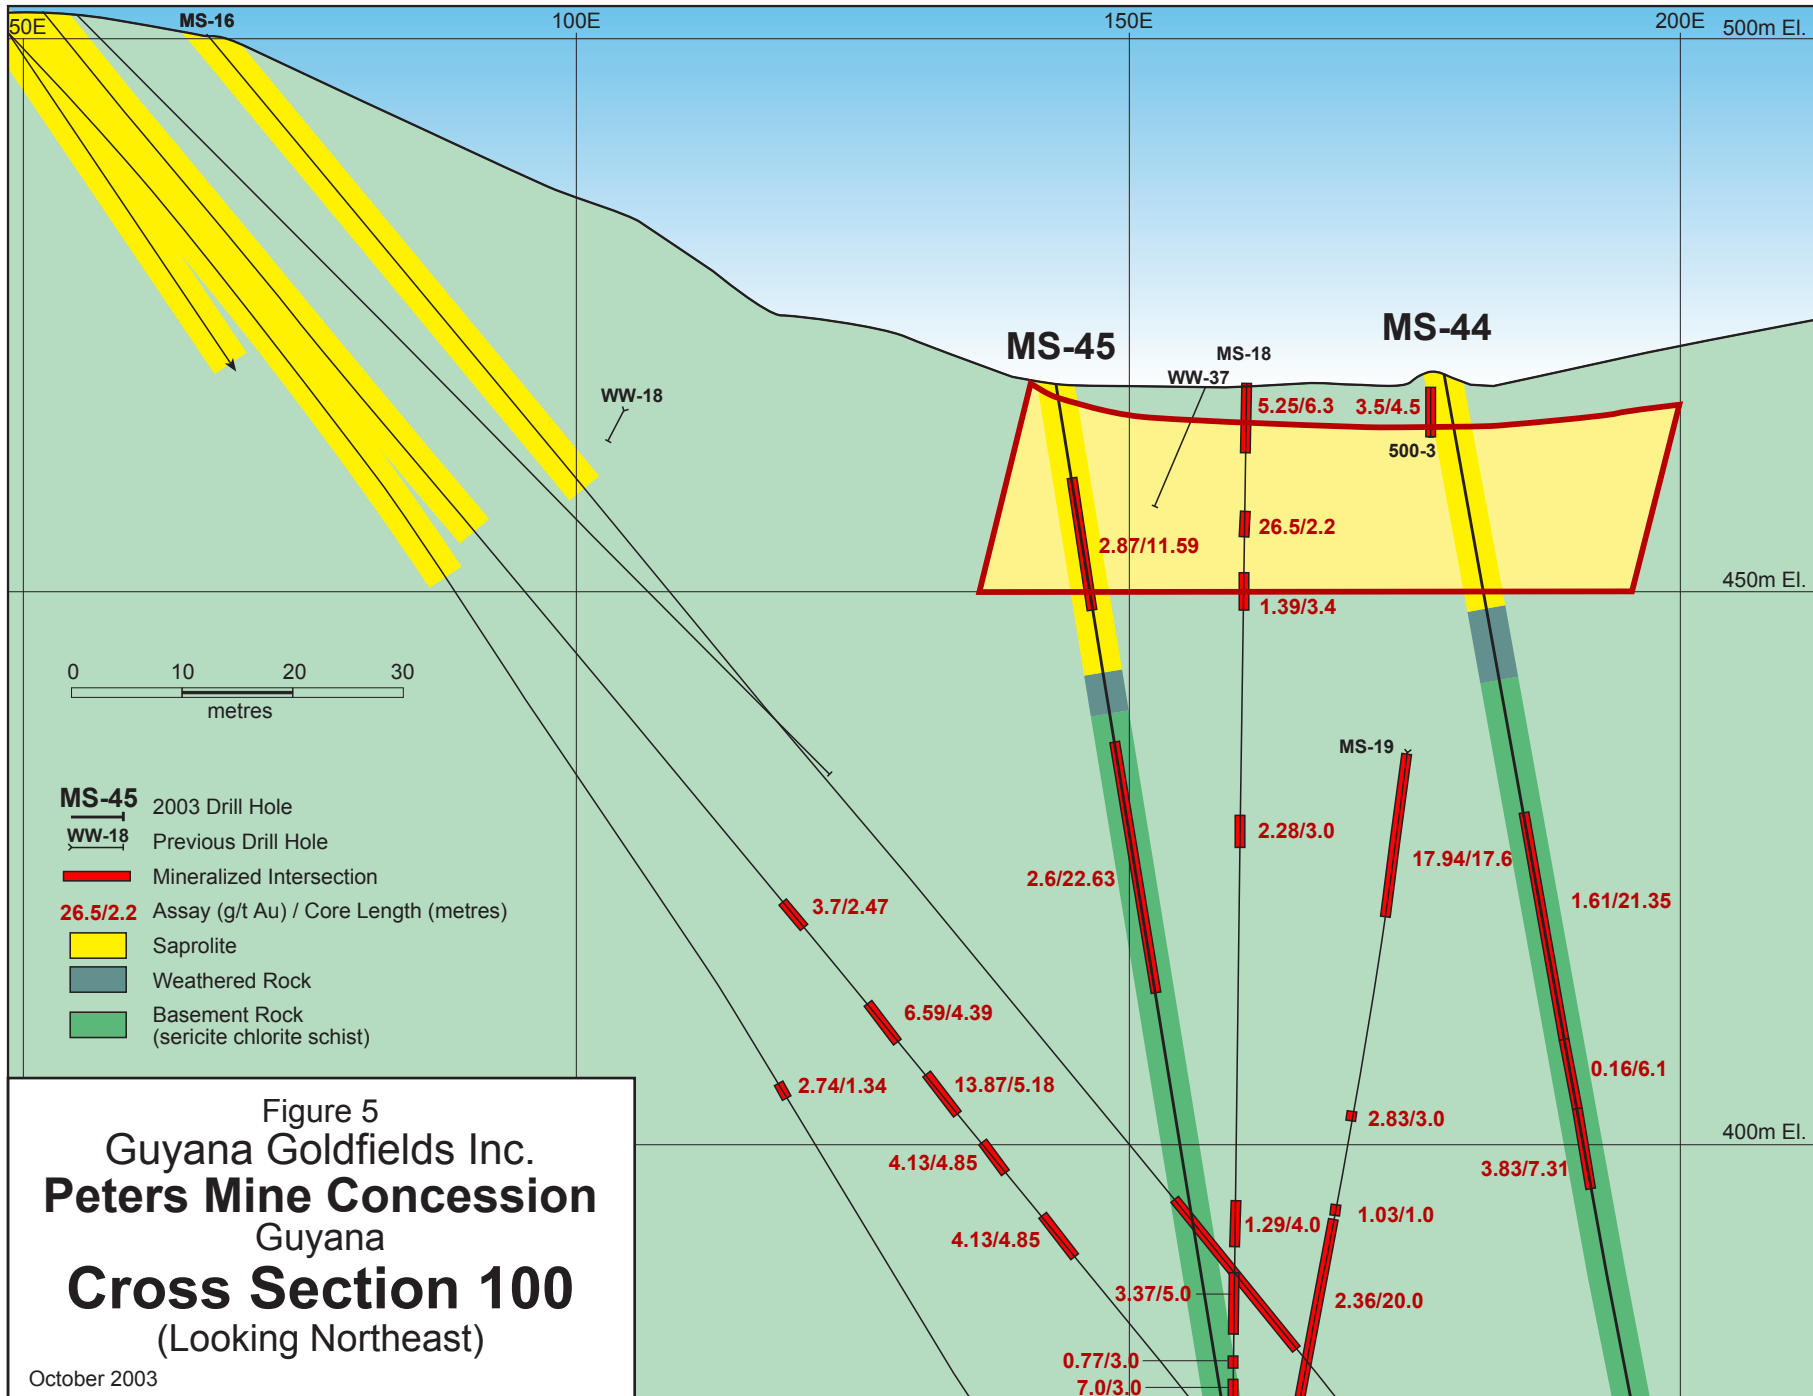 50E
MS-16
100E
150E
200E
500m El.
MS-45
MS-44
MS-18
WW-37
WW-18
5.25/6.3
3.5/4.5
500-3
26.5/2.2
2.87/11.59
450m El.
1.39/3.4
0 10 20 30
metres
MS-19
MS-45 2003 Drill Hole
WW-18 Previous Drill Hole
Mineralized Intersection
26.5/2.2 Assay (g/t Au) / Core Length (metres)
Saprolite
Weathered Rock
Basement Rock
(sericite chlorite schist)
2.28/3.0
17.94/17.6
2.6/22.63
1.61/21.35
3.7/2.47
6.59/4.39
0.16/6.1
2.74/1.34
13.87/5.18
2.83/3.0
400m El.
4.13/4.85
3.83/7.31
1.29/4.0
1.03/1.0
4.13/4.85
3.37/5.0
2.36/20.0
0.77/3.0
7.0/3.0
Figure 5
Guyana Goldfields Inc.
Peters Mine Concession
Guyana
Cross Section 100
(Looking Northeast)
October 2003